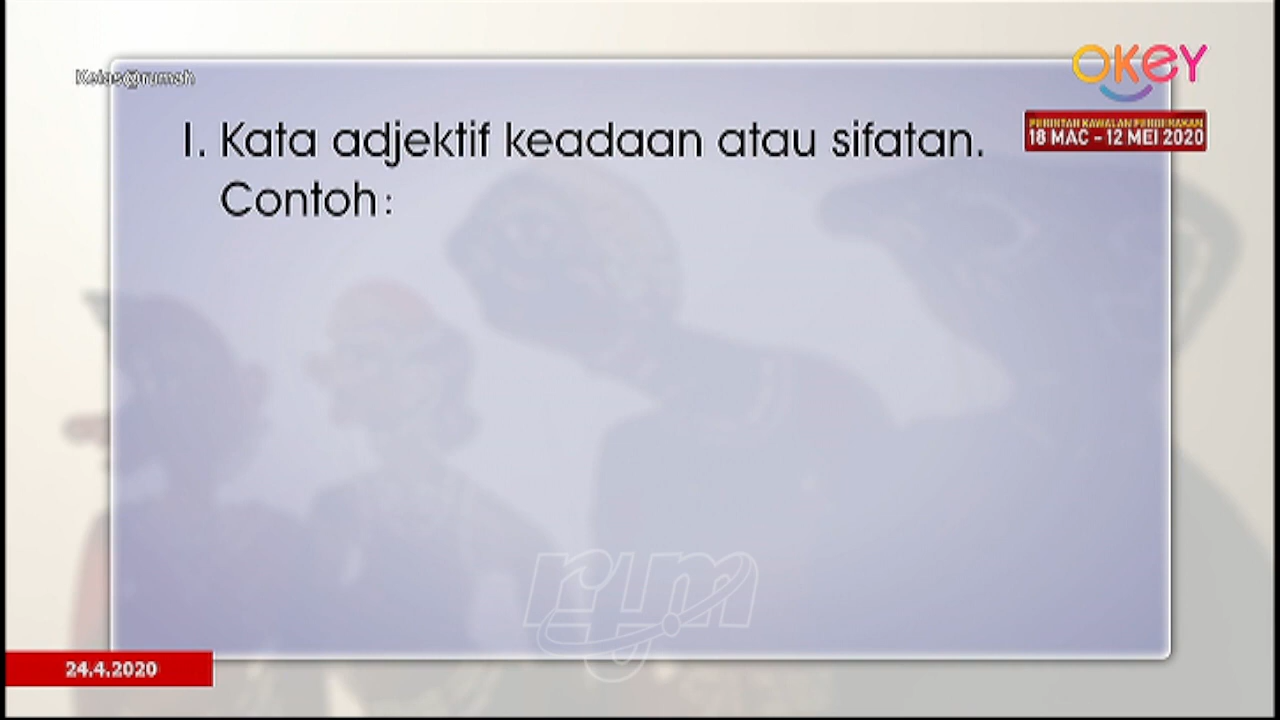 OKEY
Kelas@rumah
PERINTAH KAWALAN PERGERAKAN
18 MAC - 12 MEI 2020
1. Kata adjektif keadaan atau sifatan.
Contoh:
rtm
24.4.2020